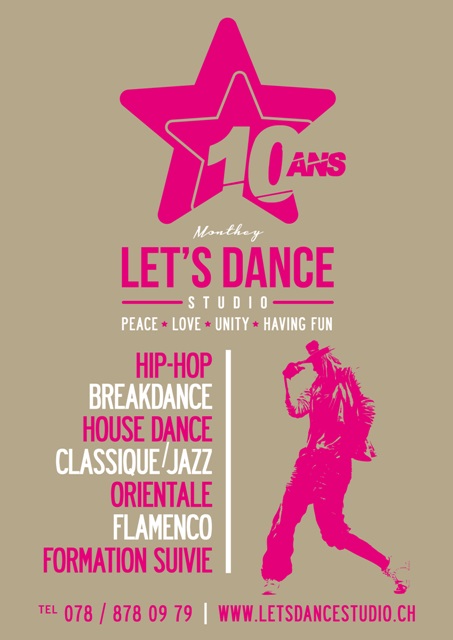 10 ANS
Monthey
LET'S DANCE
STUDIO
PEACE ★ LOVE ★ UNITY ★ HAVING FUN
HIP-HOP
BREAKDANCE
HOUSE DANCE
CLASSIQUE/JAZZ
ORIENTALE
FLAMENCO
FORMATION SUIVIE
TEL 078 / 878 09 79 | WWW.LETSDANCESTUDIO.CH